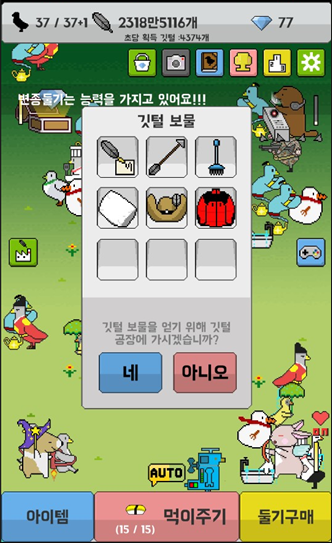 37 / 37+1
2318만5116개
77
초당 획득 깃털:4374개
변종둘기는 능력을 가지고 있어요!!!
깃털 보물
깃털 보물을 얻기 위해 깃털
공장에 가시겠습니까?
네
아니오
AUTO
아이템
(15 / 15)
먹이주기
둘기구매